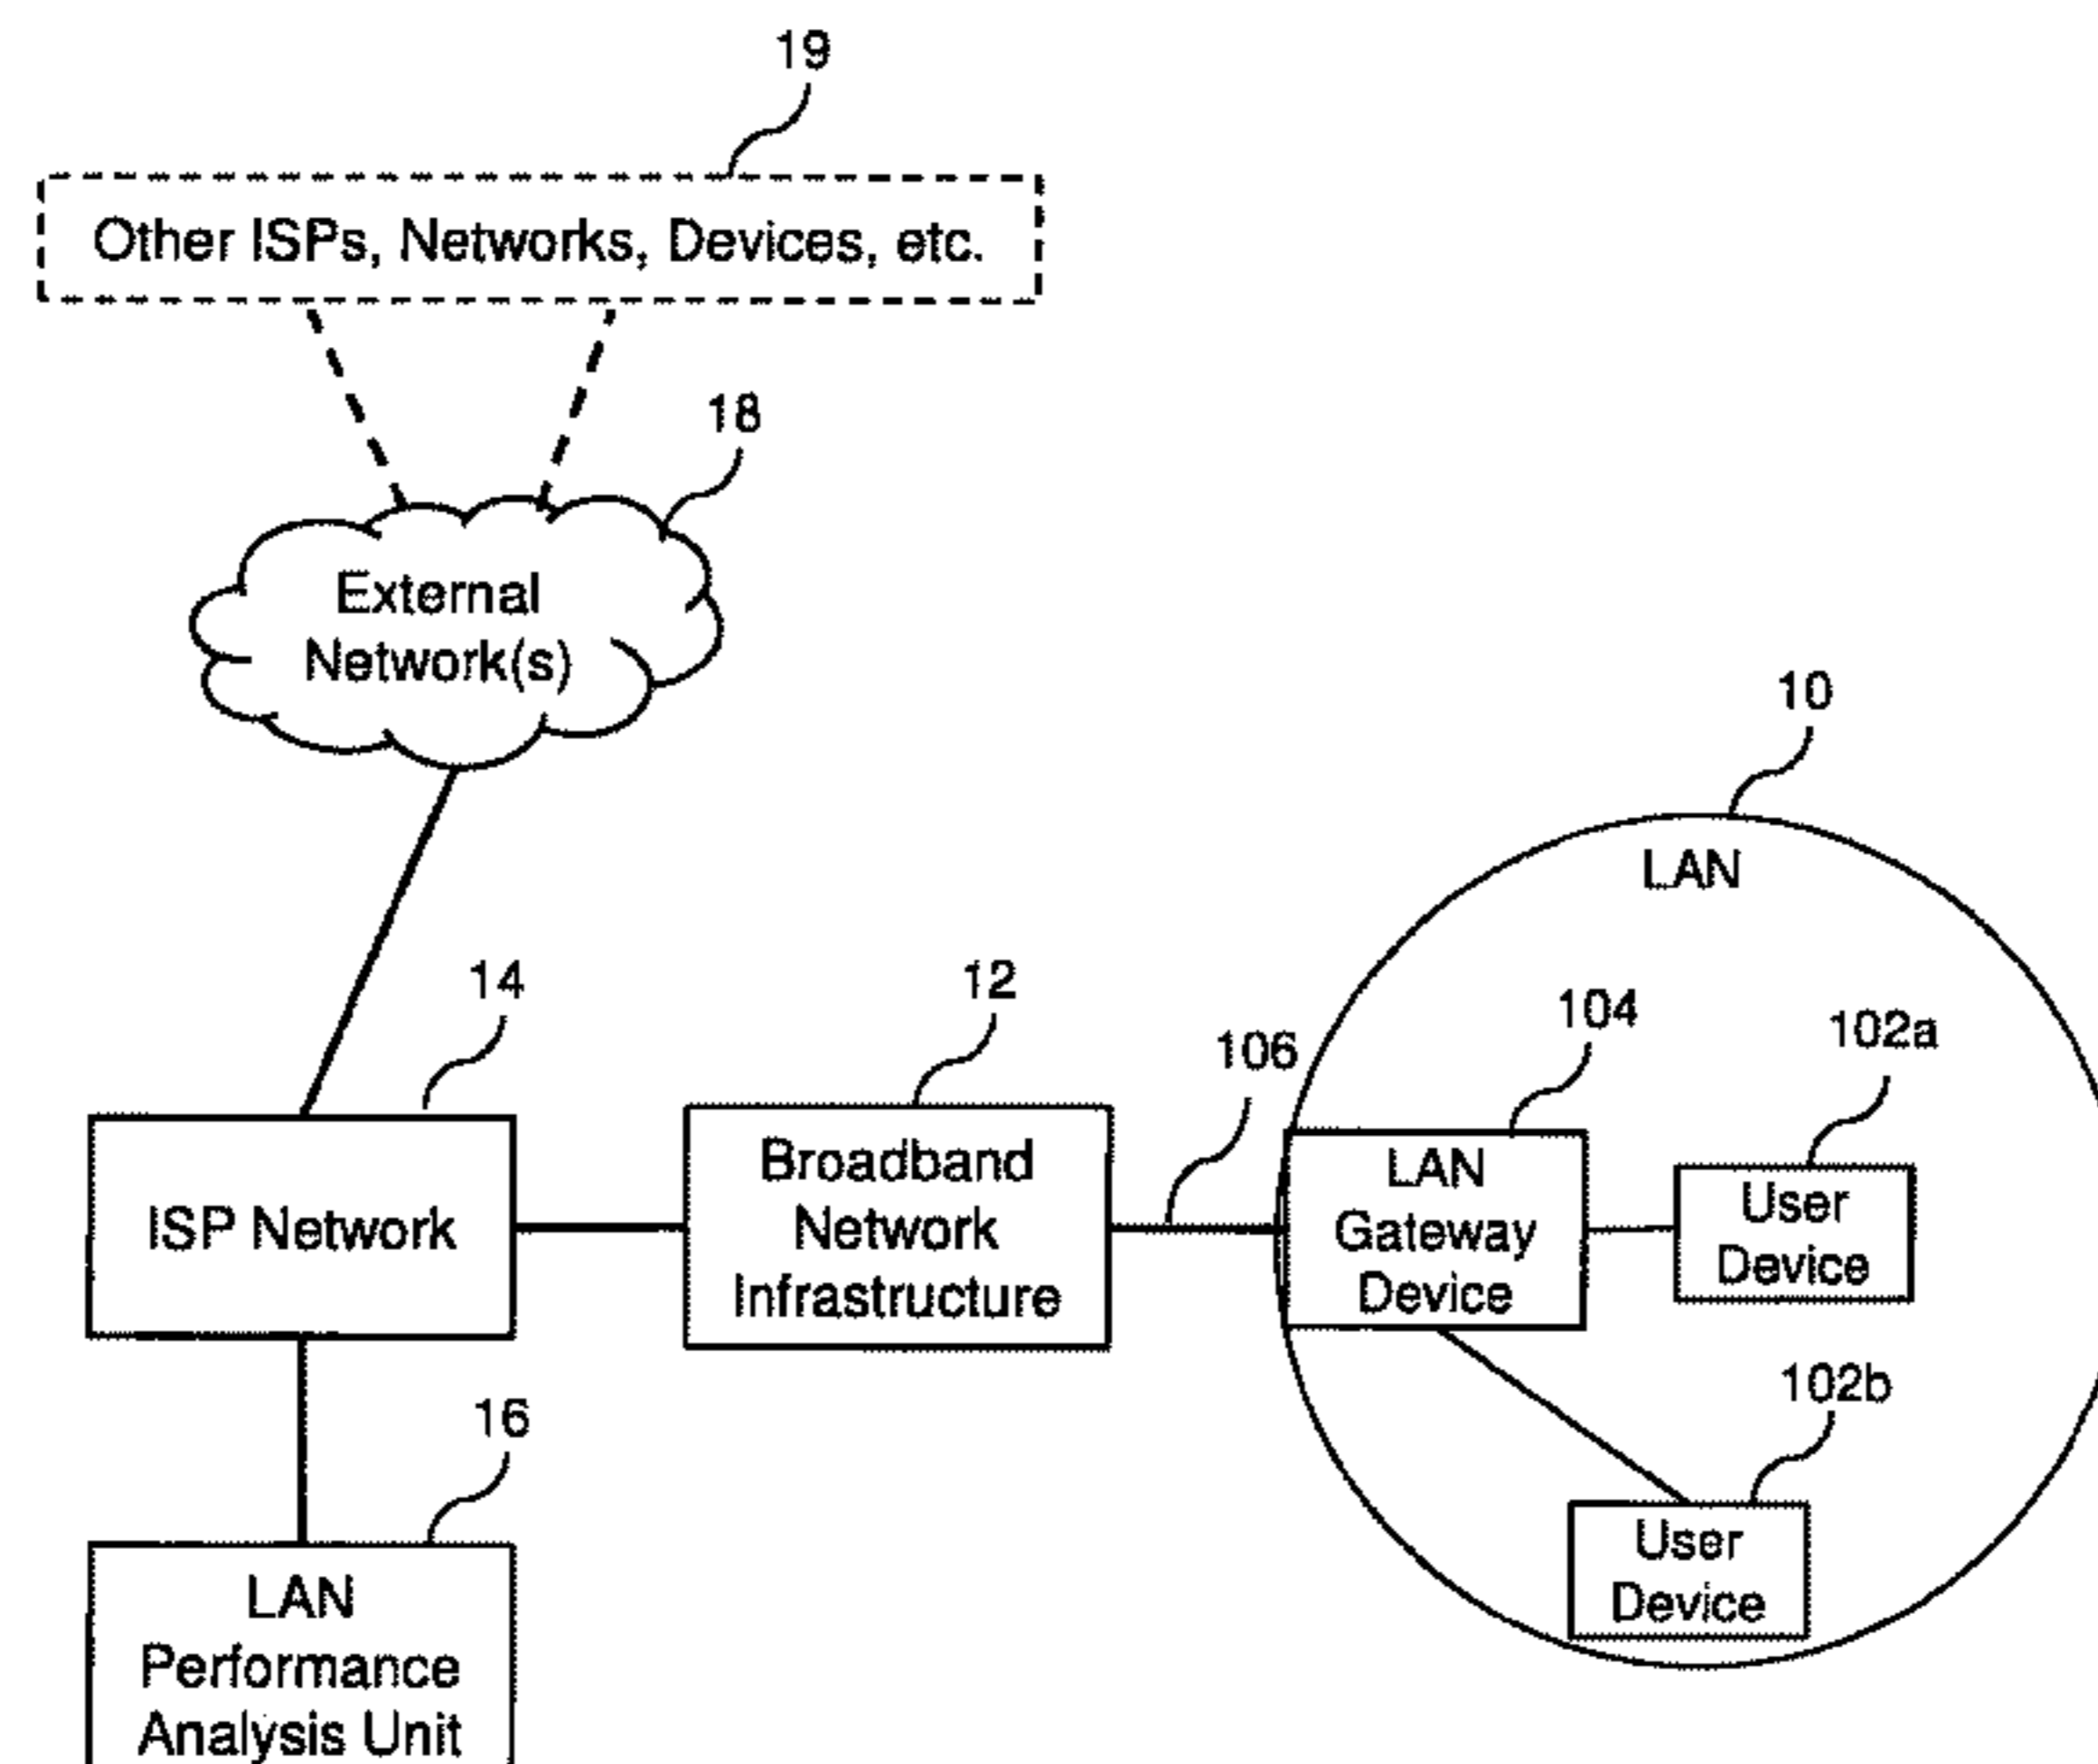 19
Other ISPs, Networks, Devices, etc.
18
External
Network(s)
10
LAN
14
12
106
104
102a
ISP Network
Broadband
Network
Infrastructure
LAN
Gateway
Device
User
Device
102b
16
User
Device
LAN
Performance
Analysis Unit